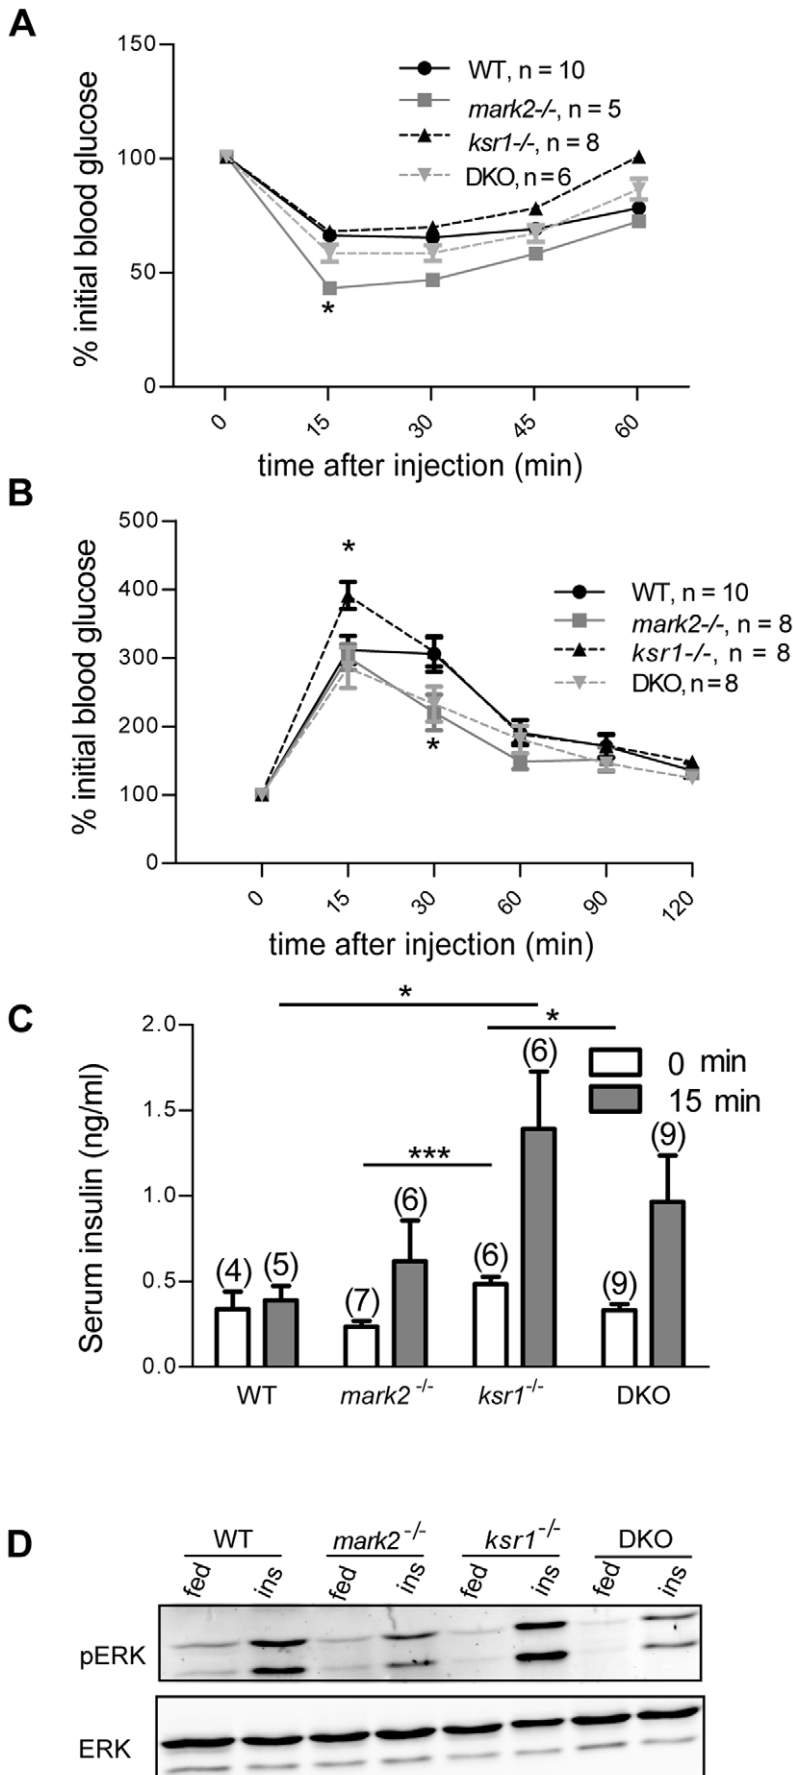 A
% initial blood glucose
150
100
50
0
WT, n = 10
mark2-/-, n = 5
ksr1-/-, n = 8
DKO, n=6
*
0 15 30 45 60
time after injection (min)
B
% initial blood glucose
500
400
300
200
100
0
*
*
WT, n = 10
mark2-/-, n = 8
ksr1-/-, n = 8
DKO, n=8
0 15 30 60 90 120
time after injection (min)
C
Serum insulin (ng/ml)
2.0
1.5
1.0
0.5
0.0
*
*
***
0 min
15 min
(4) (5) (7) (6) (6) (6) (9) (9)
WT mark2-/- ksr1-/- DKO
D
WT mark2-/- ksr1-/- DKO
fed ins fed ins fed ins fed ins
pERK
ERK